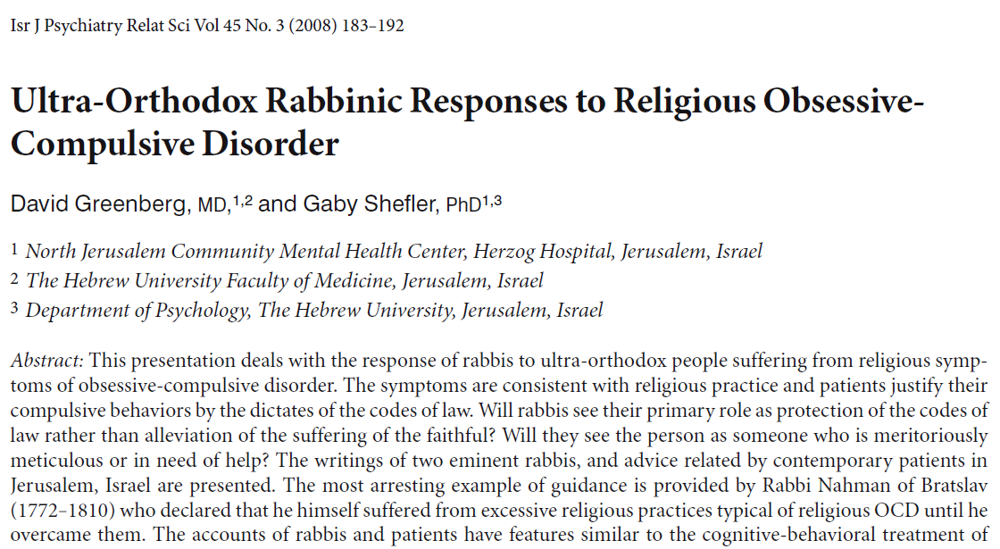 Isr J Psychiatry Relat Sci Vol 45 No. 3 (2008) 183–192
Ultra-Orthodox Rabbinic Responses to Religious Obsessive-
Compulsive Disorder
David Greenberg, MD,1,2 and Gaby Shefler, PhD1,3
1 North Jerusalem Community Mental Health Center, Herzog Hospital, Jerusalem, Israel
2 The Hebrew University Faculty of Medicine, Jerusalem, Israel
3 Department of Psychology, The Hebrew University, Jerusalem, Israel
Abstract: This presentation deals with the response of rabbis to ultra-orthodox people suffering from religious symp-
toms of obsessive-compulsive disorder. The symptoms are consistent with religious practice and patients justify their
compulsive behaviors by the dictates of the codes of law. Will rabbis see their primary role as protection of the codes of
law rather than alleviation of the suffering of the faithful? Will they see the person as someone who is meritoriously
meticulous or in need of help? The writings of two eminent rabbis, and advice related by contemporary patients in
Jerusalem, Israel are presented. The most arresting example of guidance is provided by Rabbi Nahman of Bratslav
(1772–1810) who declared that he himself suffered from excessive religious practices typical of religious OCD until he
overcame them. The accounts of rabbis and patients have features similar to the cognitive-behavioral treatment of